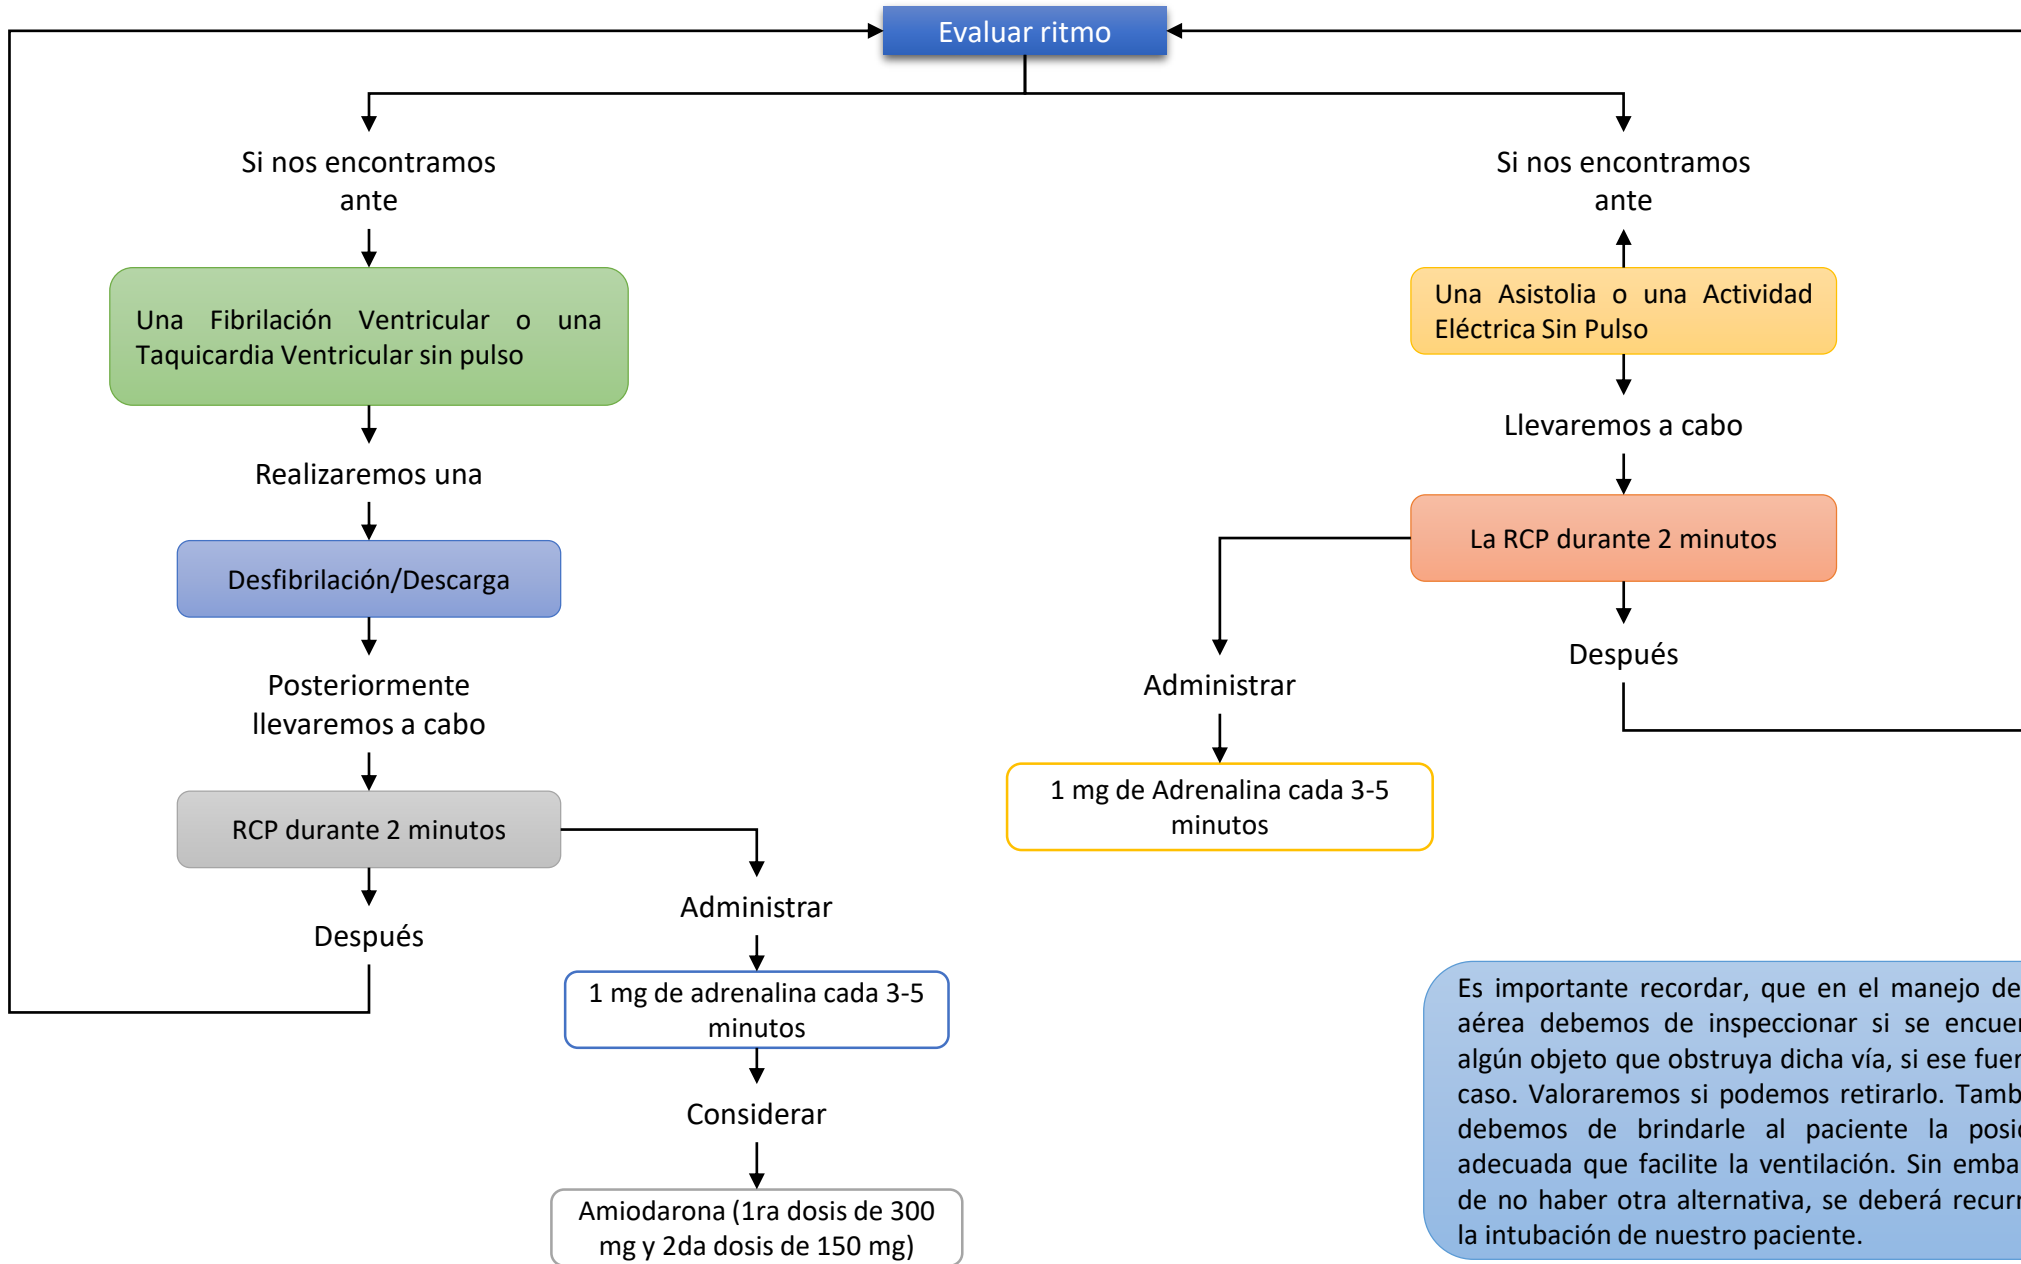 Evaluar ritmo
Si nos encontramos
ante
Una Fibrilación Ventricular o una
Taquicardia Ventricular sin pulso
Realizaremos una
Desfibrilación/Descarga
Posteriormente
llevaremos a cabo
RCP durante 2 minutos
Después
Administrar
1 mg de adrenalina cada 3-5
minutos
Considerar
Amiodarona (1ra dosis de 300
mg y 2da dosis de 150 mg)
Si nos encontramos
ante
Una Asistolia o una Actividad
Eléctrica Sin Pulso
Llevaremos a cabo
La RCP durante 2 minutos
Después
Administrar
1 mg de Adrenalina cada 3-5
minutos
Es importante recordar, que en el manejo de
aérea debemos de inspeccionar si se
algún objeto que obstruya dicha vía, si ese
caso. Valoraremos si podemos retirarlo.
debemos de brindarle al paciente la
adecuada que facilite la ventilación. Sin
de no haber otra alternativa, se deberá
la intubación de nuestro paciente.